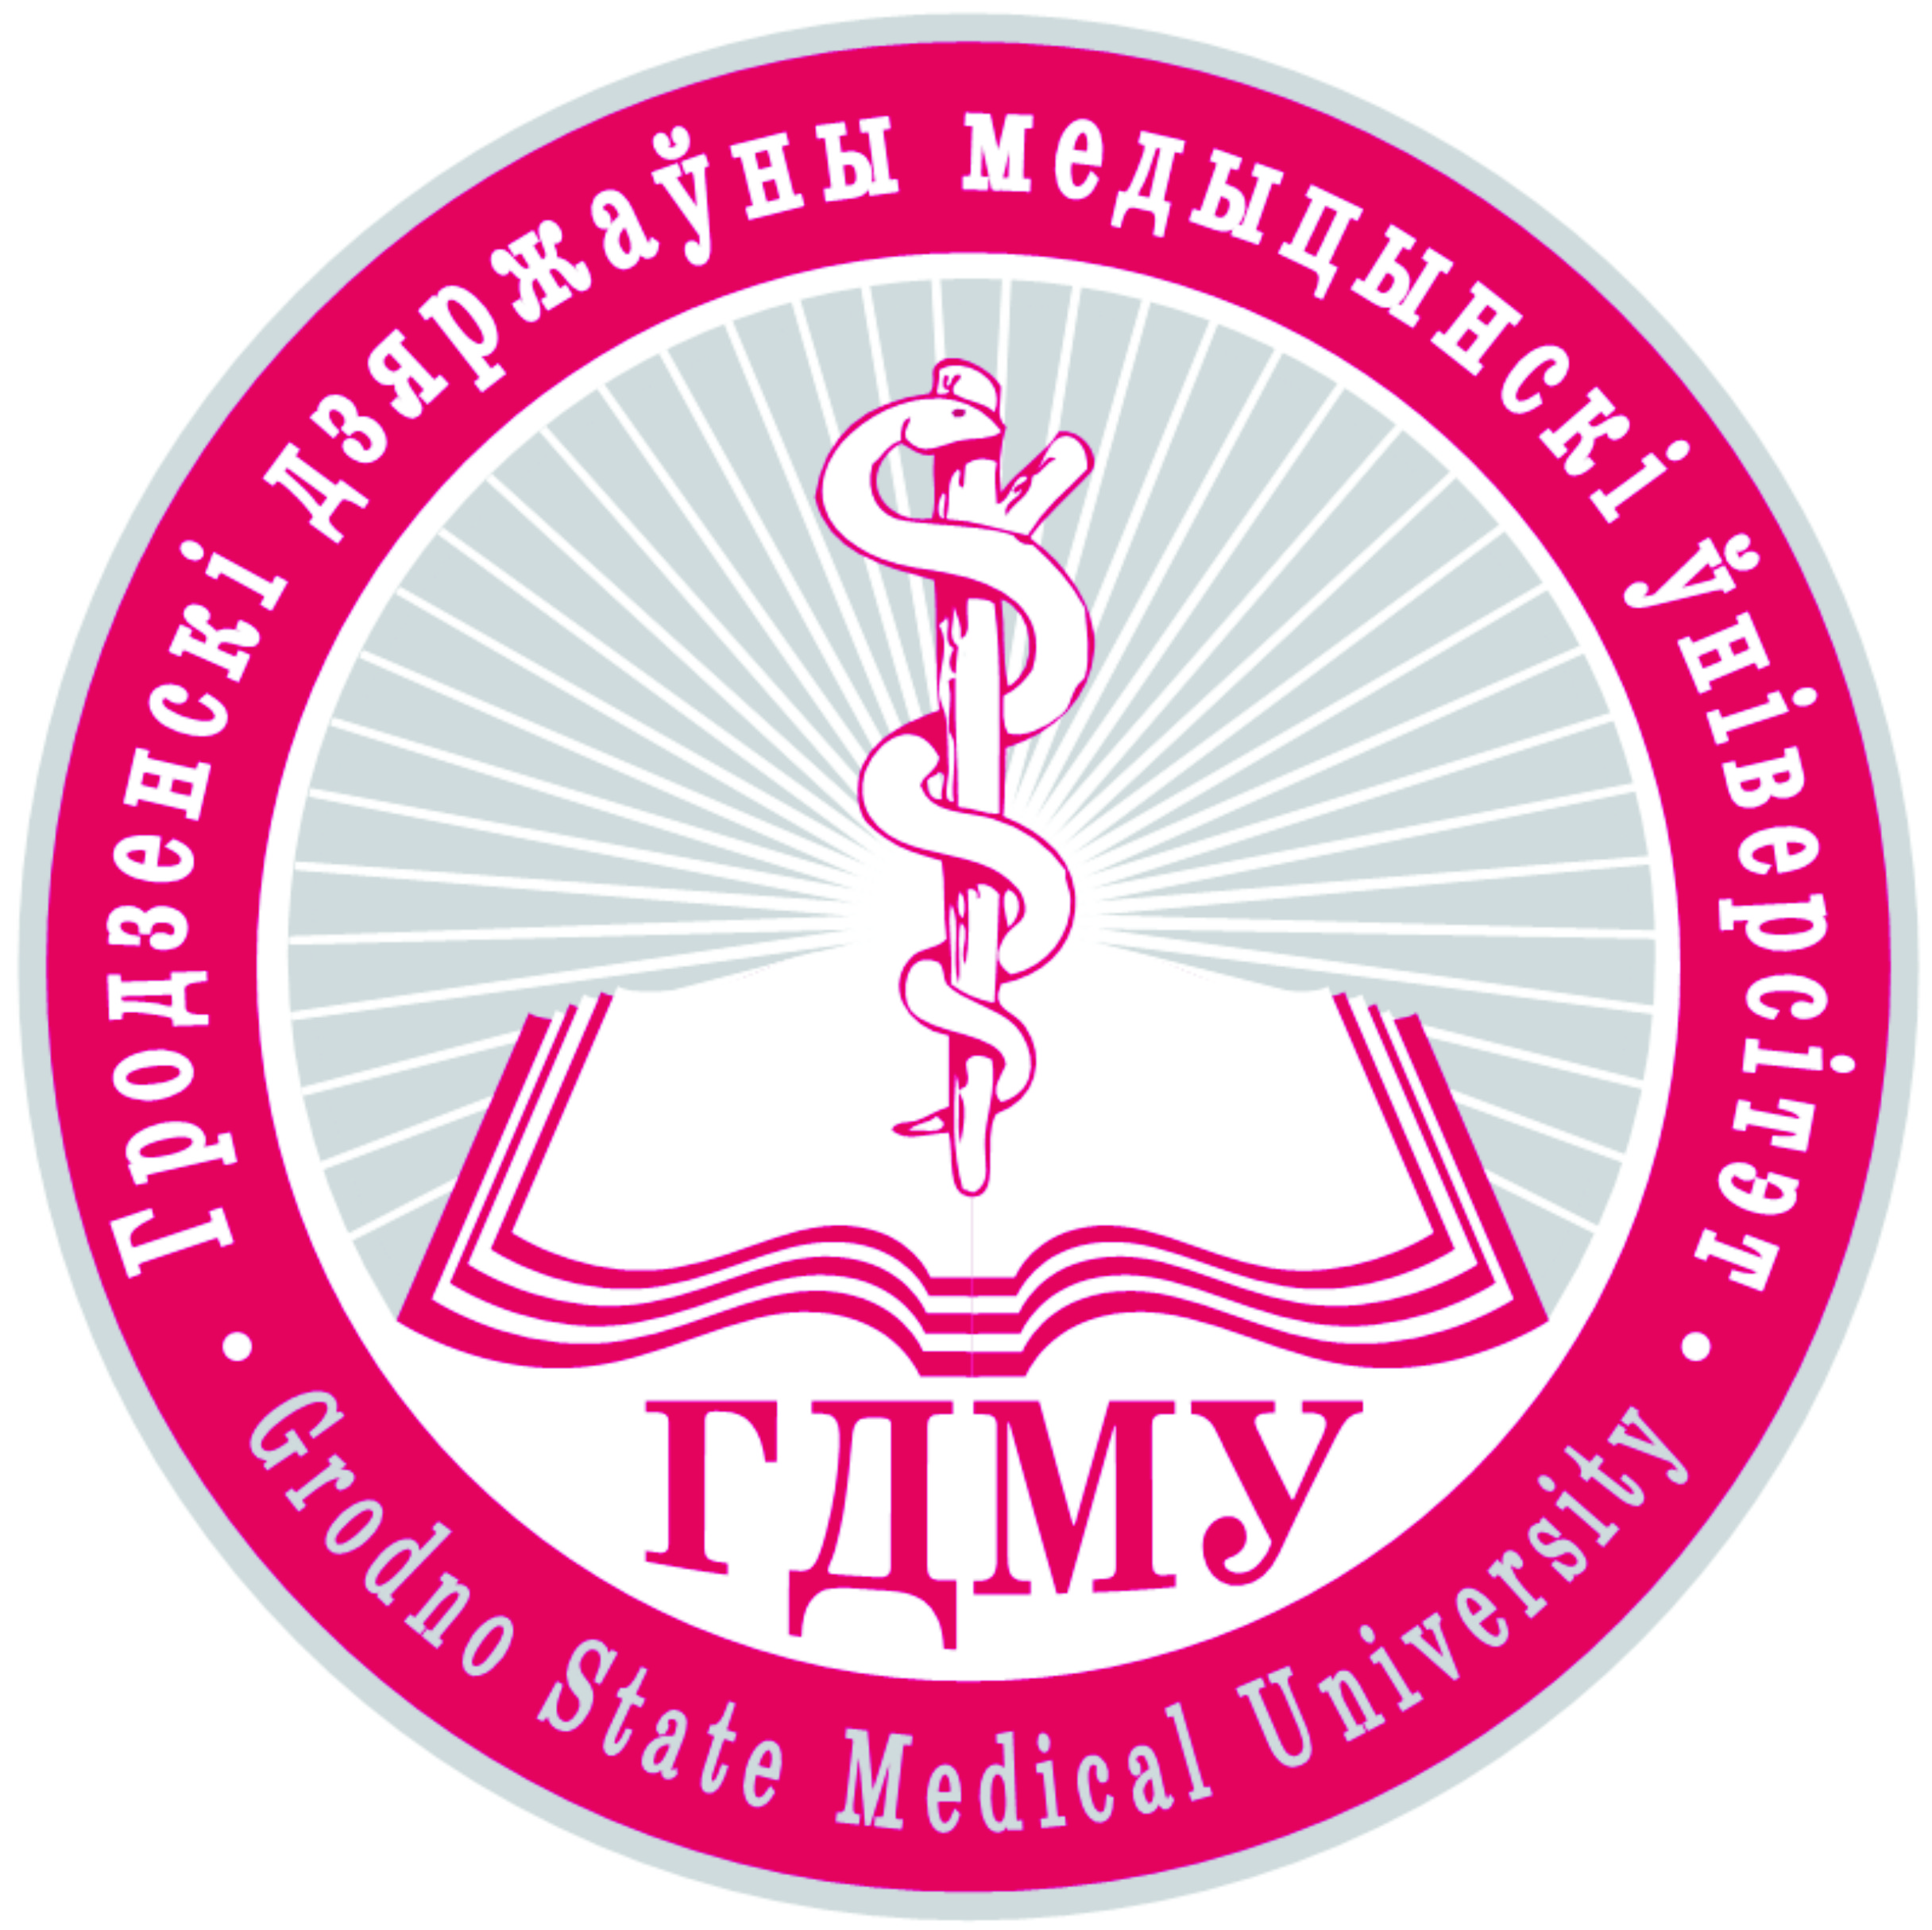 Гродзенскі дзяржаўны медыцынскі ўніверсітэт
ГДМУ
• Grodno State Medical University •